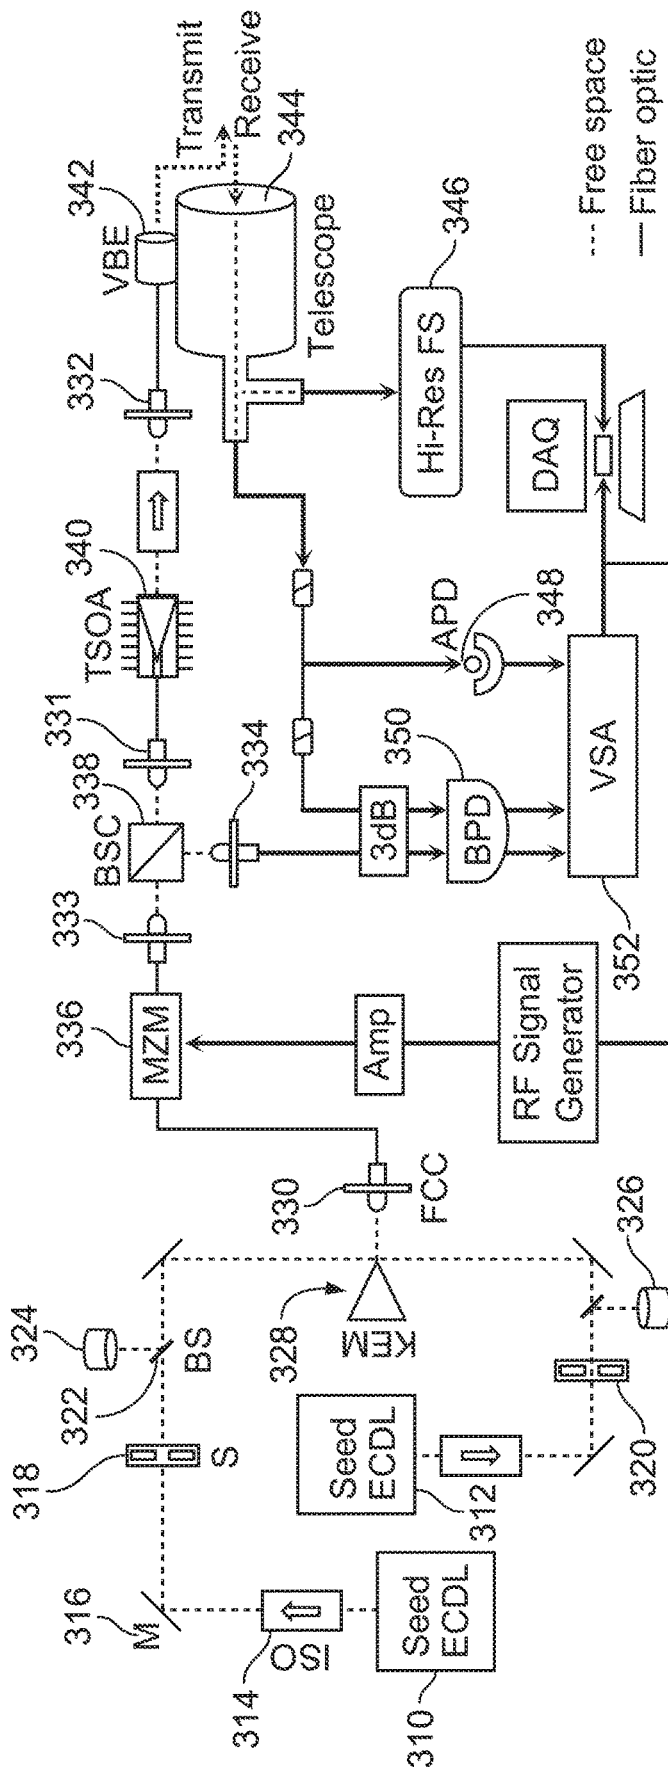 310
Seed
ECDL
314
ISO
316
M
318
S
322
BS
324
Seed
ECDL
312
320
326
328
KEM
330
FCC
336
MZM
333
BSC
338
331
TSOA
340
332
VBE
342
Transmit
Receive
344
Telescope
334
Amp
RF Signal
Generator
3dB
350
BPD
APD
348
VSA
352
Hi-Res FS
346
DAQ
Free space
Fiber optic